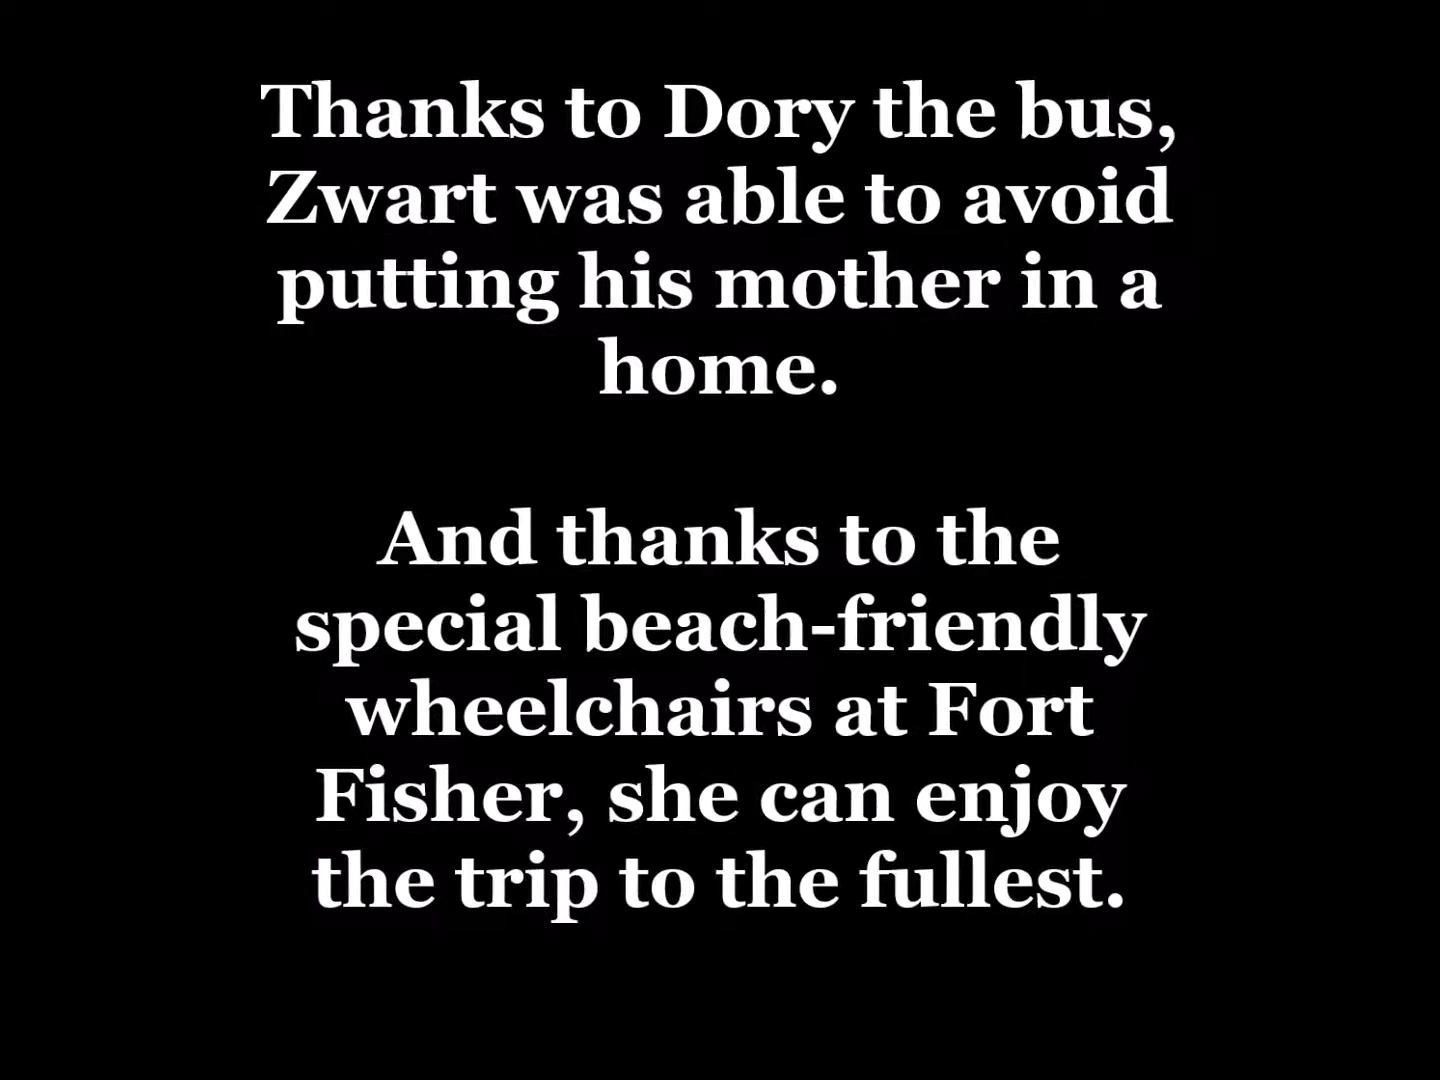 Thanks to Dory the bus,
Zwart was able to avoid
putting his mother in a
home.
And thanks to the
special beach-friendly
wheelchairs at Fort
Fisher, she can enjoy
the trip to the fullest.